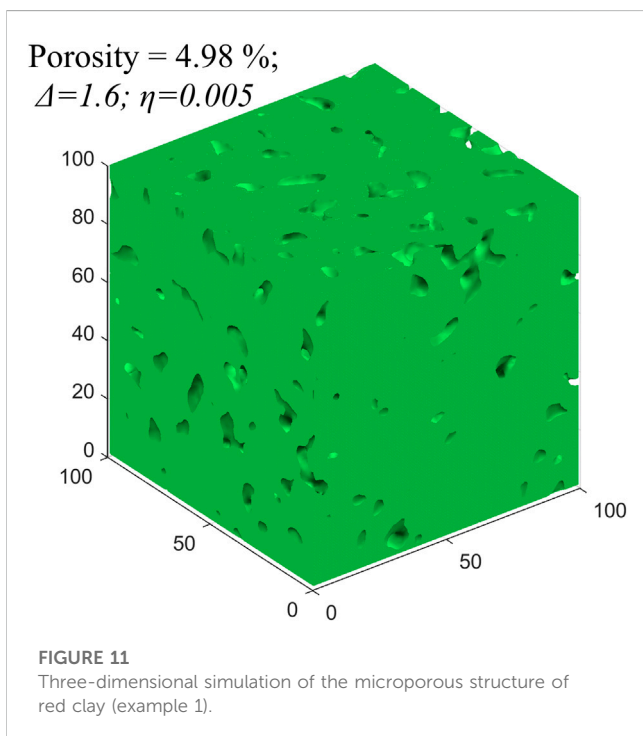 Porosity = 4.98 %;
Δ=1.6; η=0.005
100
80
60
40
20
0
100
50
0
0
50
100
FIGURE 11
Three-dimensional simulation of the microporous structure of
red clay (example 1).